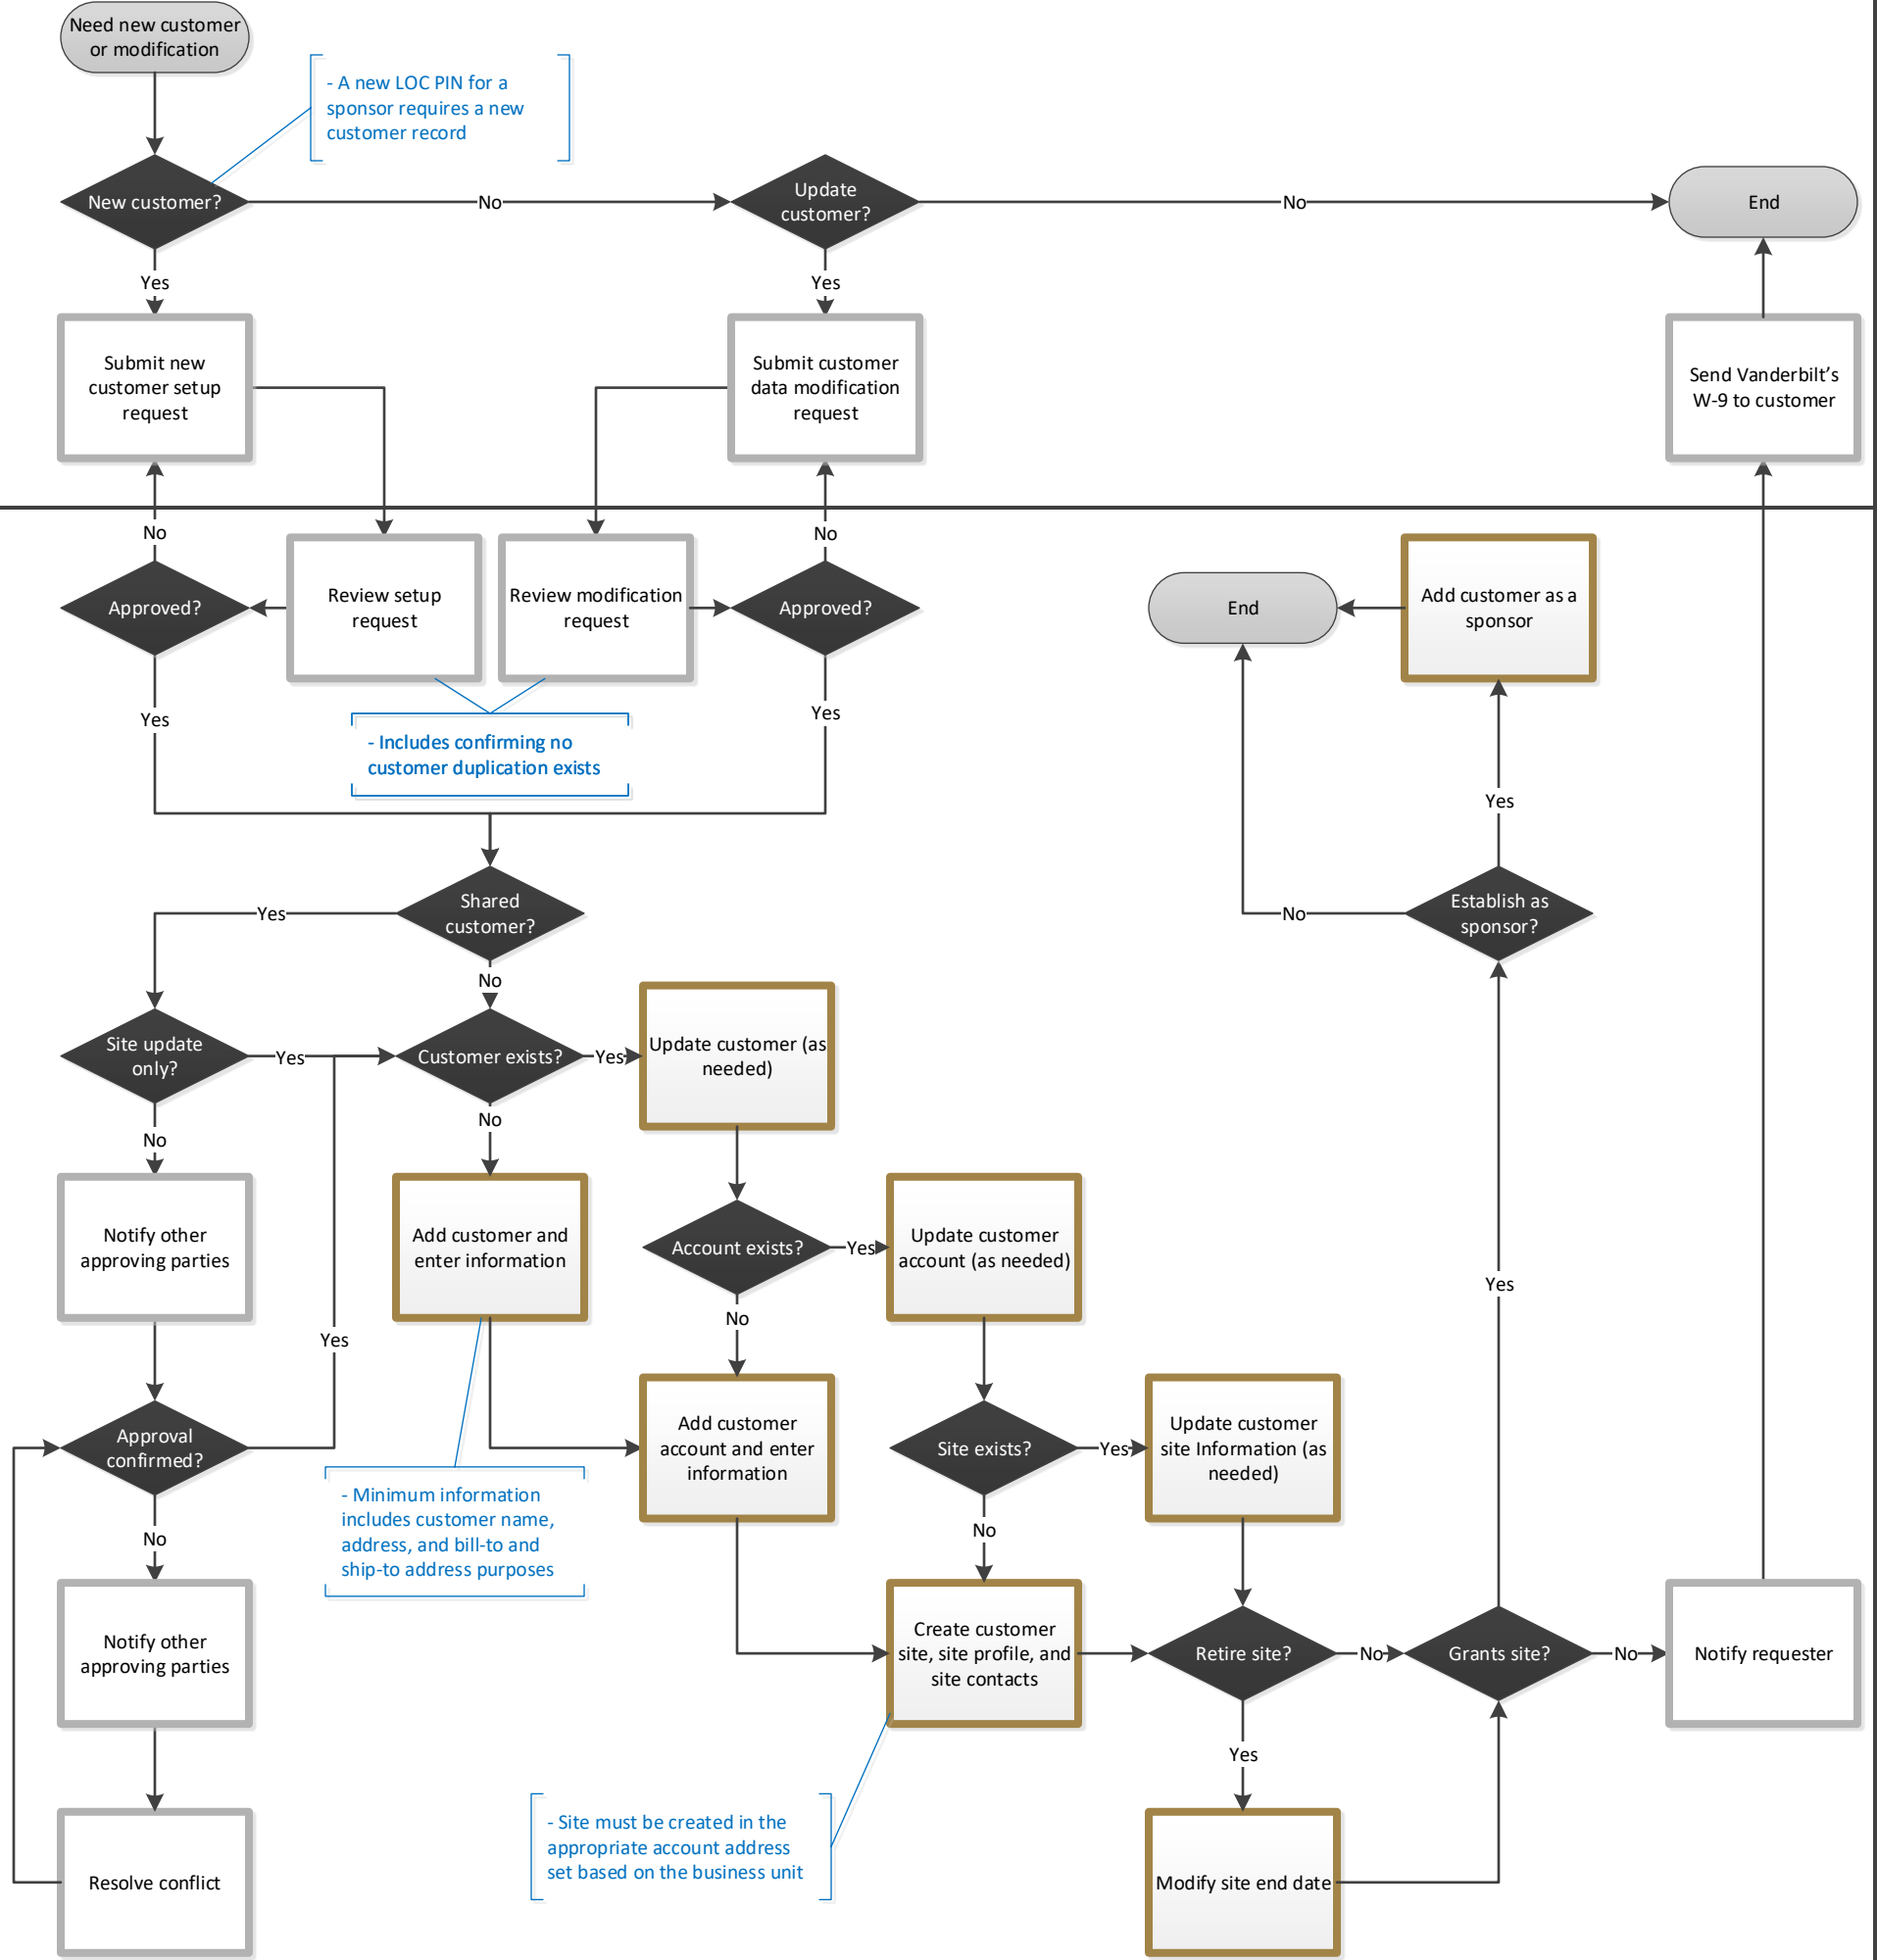 Need new customer
or modification
- A new LOC PIN for a
sponsor requires a new
customer record
New customer?
No
Update
customer?
No
End
Yes
Yes
Submit new
customer setup
request
Submit customer
data modification
request
Send Vanderbilt's
W-9 to customer
No
No
Approved?
Review setup
request
Review modification
request
Approved?
End
Add customer as a
sponsor
Yes
Yes
- Includes confirming no
customer duplication exists
Yes
Shared
customer?
Yes
No
Establish as
sponsor?
No
Site update
only?
Yes
Customer exists?
Yes
Update customer (as
needed)
No
No
Notify other
approving parties
Add customer and
enter information
Account exists?
Yes
Update customer
account (as needed)
Yes
No
Yes
Approval
confirmed?
Add customer
account and enter
information
Site exists?
Yes
Update customer
site Information (as
needed)
- Minimum information
includes customer name,
address, and bill-to and
ship-to address purposes
No
No
Notify other
approving parties
Create customer
site, site profile, and
site contacts
Retire site?
No
Grants site?
No
Notify requester
Yes
- Site must be created in the
appropriate account address
set based on the business unit
Resolve conflict
Modify site end date